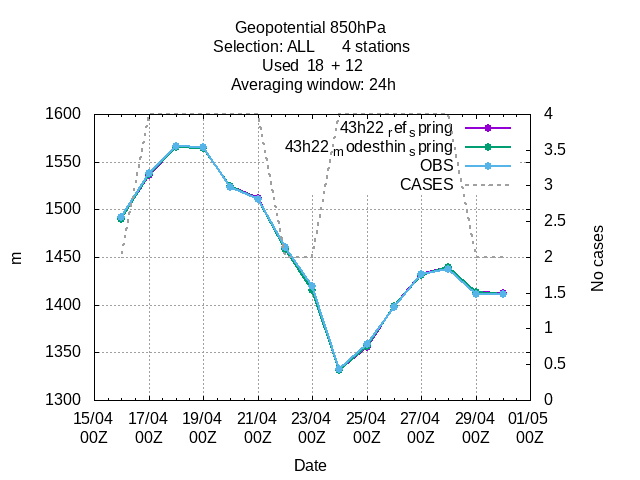 Geopotential 850hPa
Selection: ALL 4 stations
Used 18 + 12
Averaging window: 24h
43h22_ref_spring
43h22_modesthin_spring
OBS
CASES
1600
1550
1500
1450
1400
1350
1300
m
4
3.5
3
2.5
2
1.5
1
0.5
0
No cases
15/04 17/04 19/04 21/04 23/04 25/04 27/04 29/04 01/05
00Z 00Z 00Z 00Z 00Z 00Z 00Z 00Z 00Z
Date